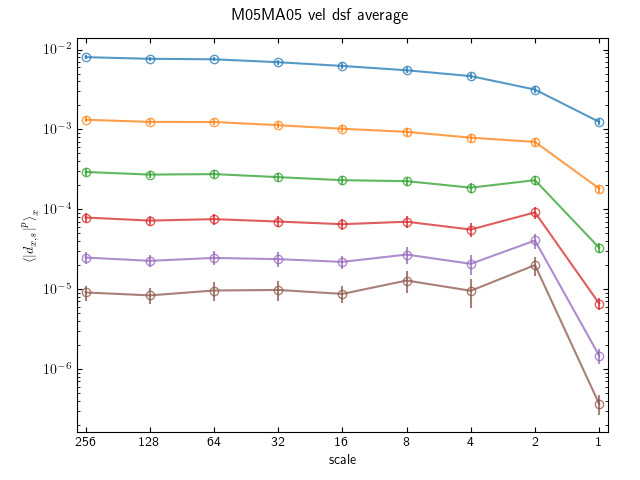 M05MA05 vel dsf average
10⁻²
10⁻³
10⁻⁴
10⁻⁵
10⁻⁶
⟨|d_{x,s}|^p⟩_x
256 128 64 32 16 8 4 2 1
scale